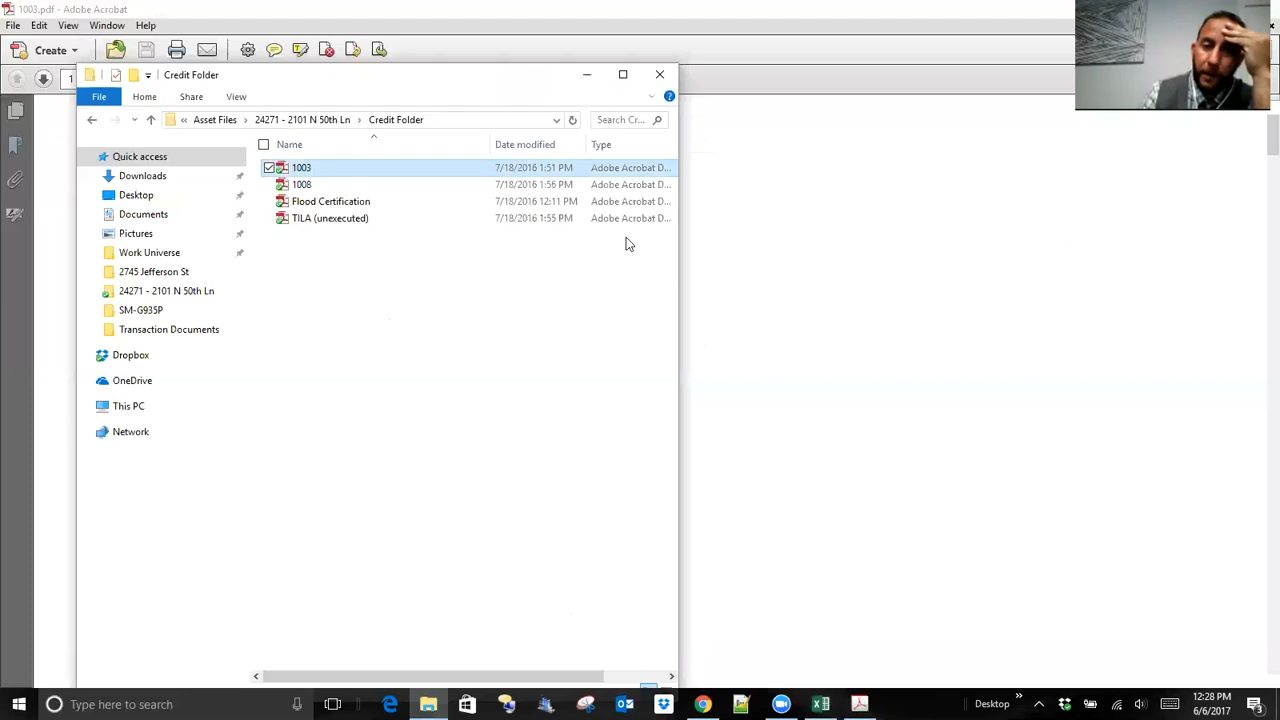 1003.pdf - Adobe Acrobat
File Edit View Window Help
Create
1
Credit Folder
File Home Share View
« Asset Files > 24271 - 2101 N 50th Ln > Credit Folder
Search Cr...
Name Date modified Type
Quick access
Downloads
Desktop
Documents
Pictures
Work Universe
2745 Jefferson St
24271 - 2101 N 50th Ln
SM-G935P
Transaction Documents
Dropbox
OneDrive
This PC
Network
1003 7/18/2016 1:51 PM Adobe Acrobat D...
1008 7/18/2016 1:56 PM Adobe Acrobat D...
Flood Certification 7/18/2016 12:11 PM Adobe Acrobat D...
TILA (unexecuted) 7/18/2016 1:55 PM Adobe Acrobat D...
Type here to search
Desktop
12:28 PM
6/6/2017
3